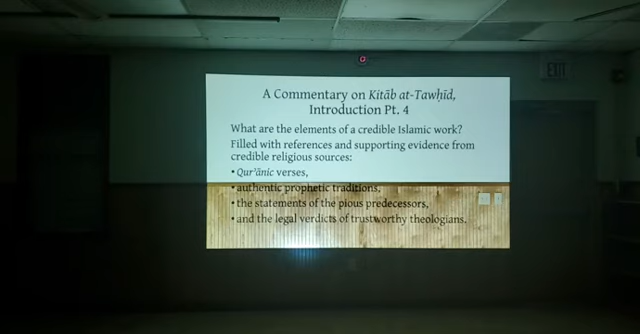 EXIT
A Commentary on Kitāb at-Tawḥīd,
Introduction Pt. 4
What are the elements of a credible Islamic work?
Filled with references and supporting evidence from
credible religious sources:
• Qur’ānic verses,
• authentic prophetic traditions,
• the statements of the pious predecessors,
• and the legal verdicts of trustworthy theologians.